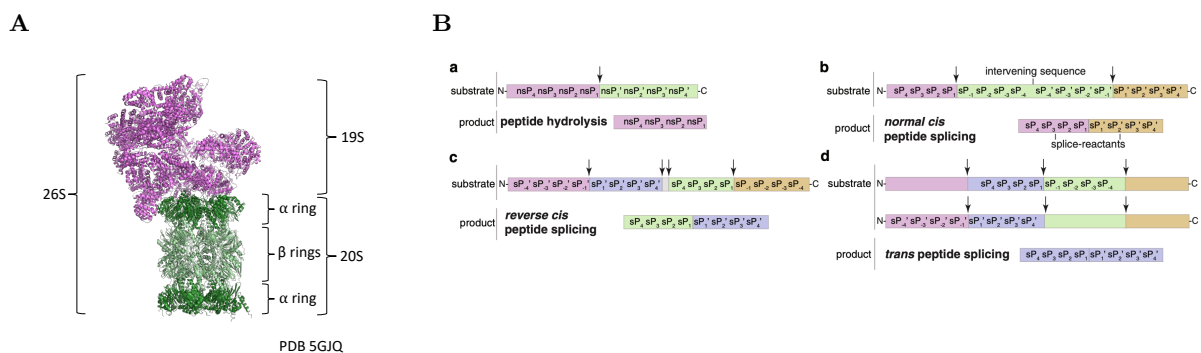 A
26S
19S
α ring
β rings
20S
α ring
PDB 5GJQ
B
a
substrate N- nsP4 nsP3 nsP2 nsP1 nsP1' nsP2' nsP3' nsP4' -C
product peptide hydrolysis nsP4 nsP3 nsP2 nsP1
b
intervening sequence
substrate N- sP4 sP3 sP2 sP1 sP-1 sP-2 sP-3 sP-4 sP-4' sP-3' sP-2' sP-1' sP1' sP2' sP3' sP4' -C
product normal cis
peptide splicing
sP4 sP3 sP2 sP1 sP1' sP2' sP3' sP4'
splice-reactants
c
substrate N- sP-4' sP-3' sP-2' sP-1' sP1' sP2' sP3' sP4' sP4 sP3 sP2 sP1 sP-1 sP-2 sP-3 sP-4 -C
product reverse cis
peptide splicing
sP4 sP3 sP2 sP1 sP1' sP2' sP3' sP4'
d
substrate N- sP4 sP3 sP2 sP1 sP-1 sP-2 sP-3 sP-4 -C
N- sP-4' sP-3' sP-2' sP-1' sP1' sP2' sP3' sP4' -C
product trans peptide splicing sP4 sP3 sP2 sP1 sP1' sP2' sP3' sP4'